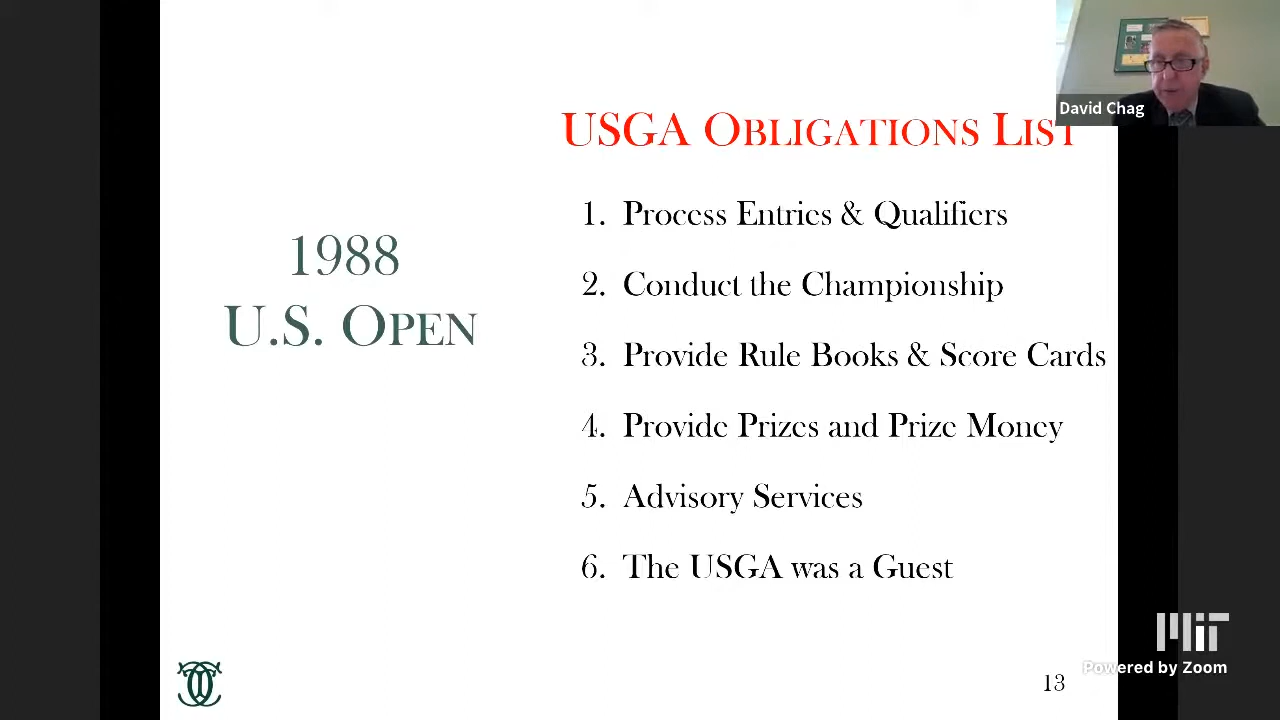 David Chag
USGA OBLIGATIONS LIST
1. Process Entries & Qualifiers
1988
U.S. OPEN
2. Conduct the Championship
3. Provide Rule Books & Score Cards
4. Provide Prizes and Prize Money
5. Advisory Services
6. The USGA was a Guest
MIT
Powered by Zoom
13